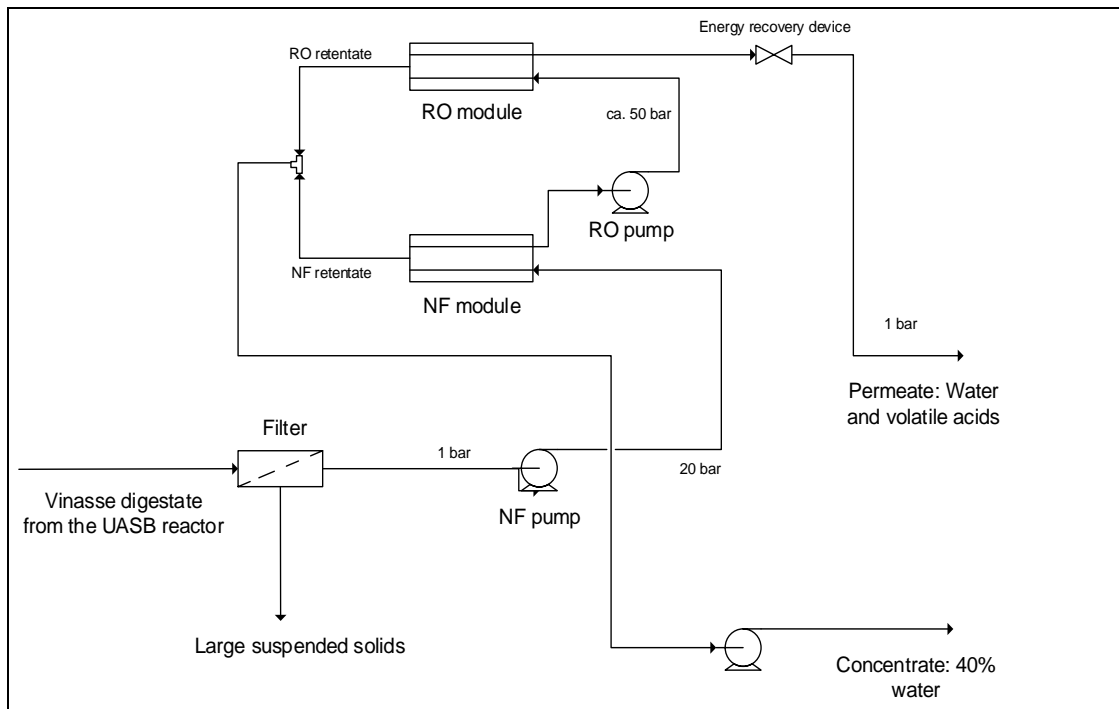 Energy recovery device
RO retentate
RO module
ca. 50 bar
RO pump
NF retentate
NF module
1 bar
Permeate: Water
and volatile acids
Filter
1 bar
20 bar
Vinasse digestate
from the UASB reactor
NF pump
Large suspended solids
Concentrate: 40%
water